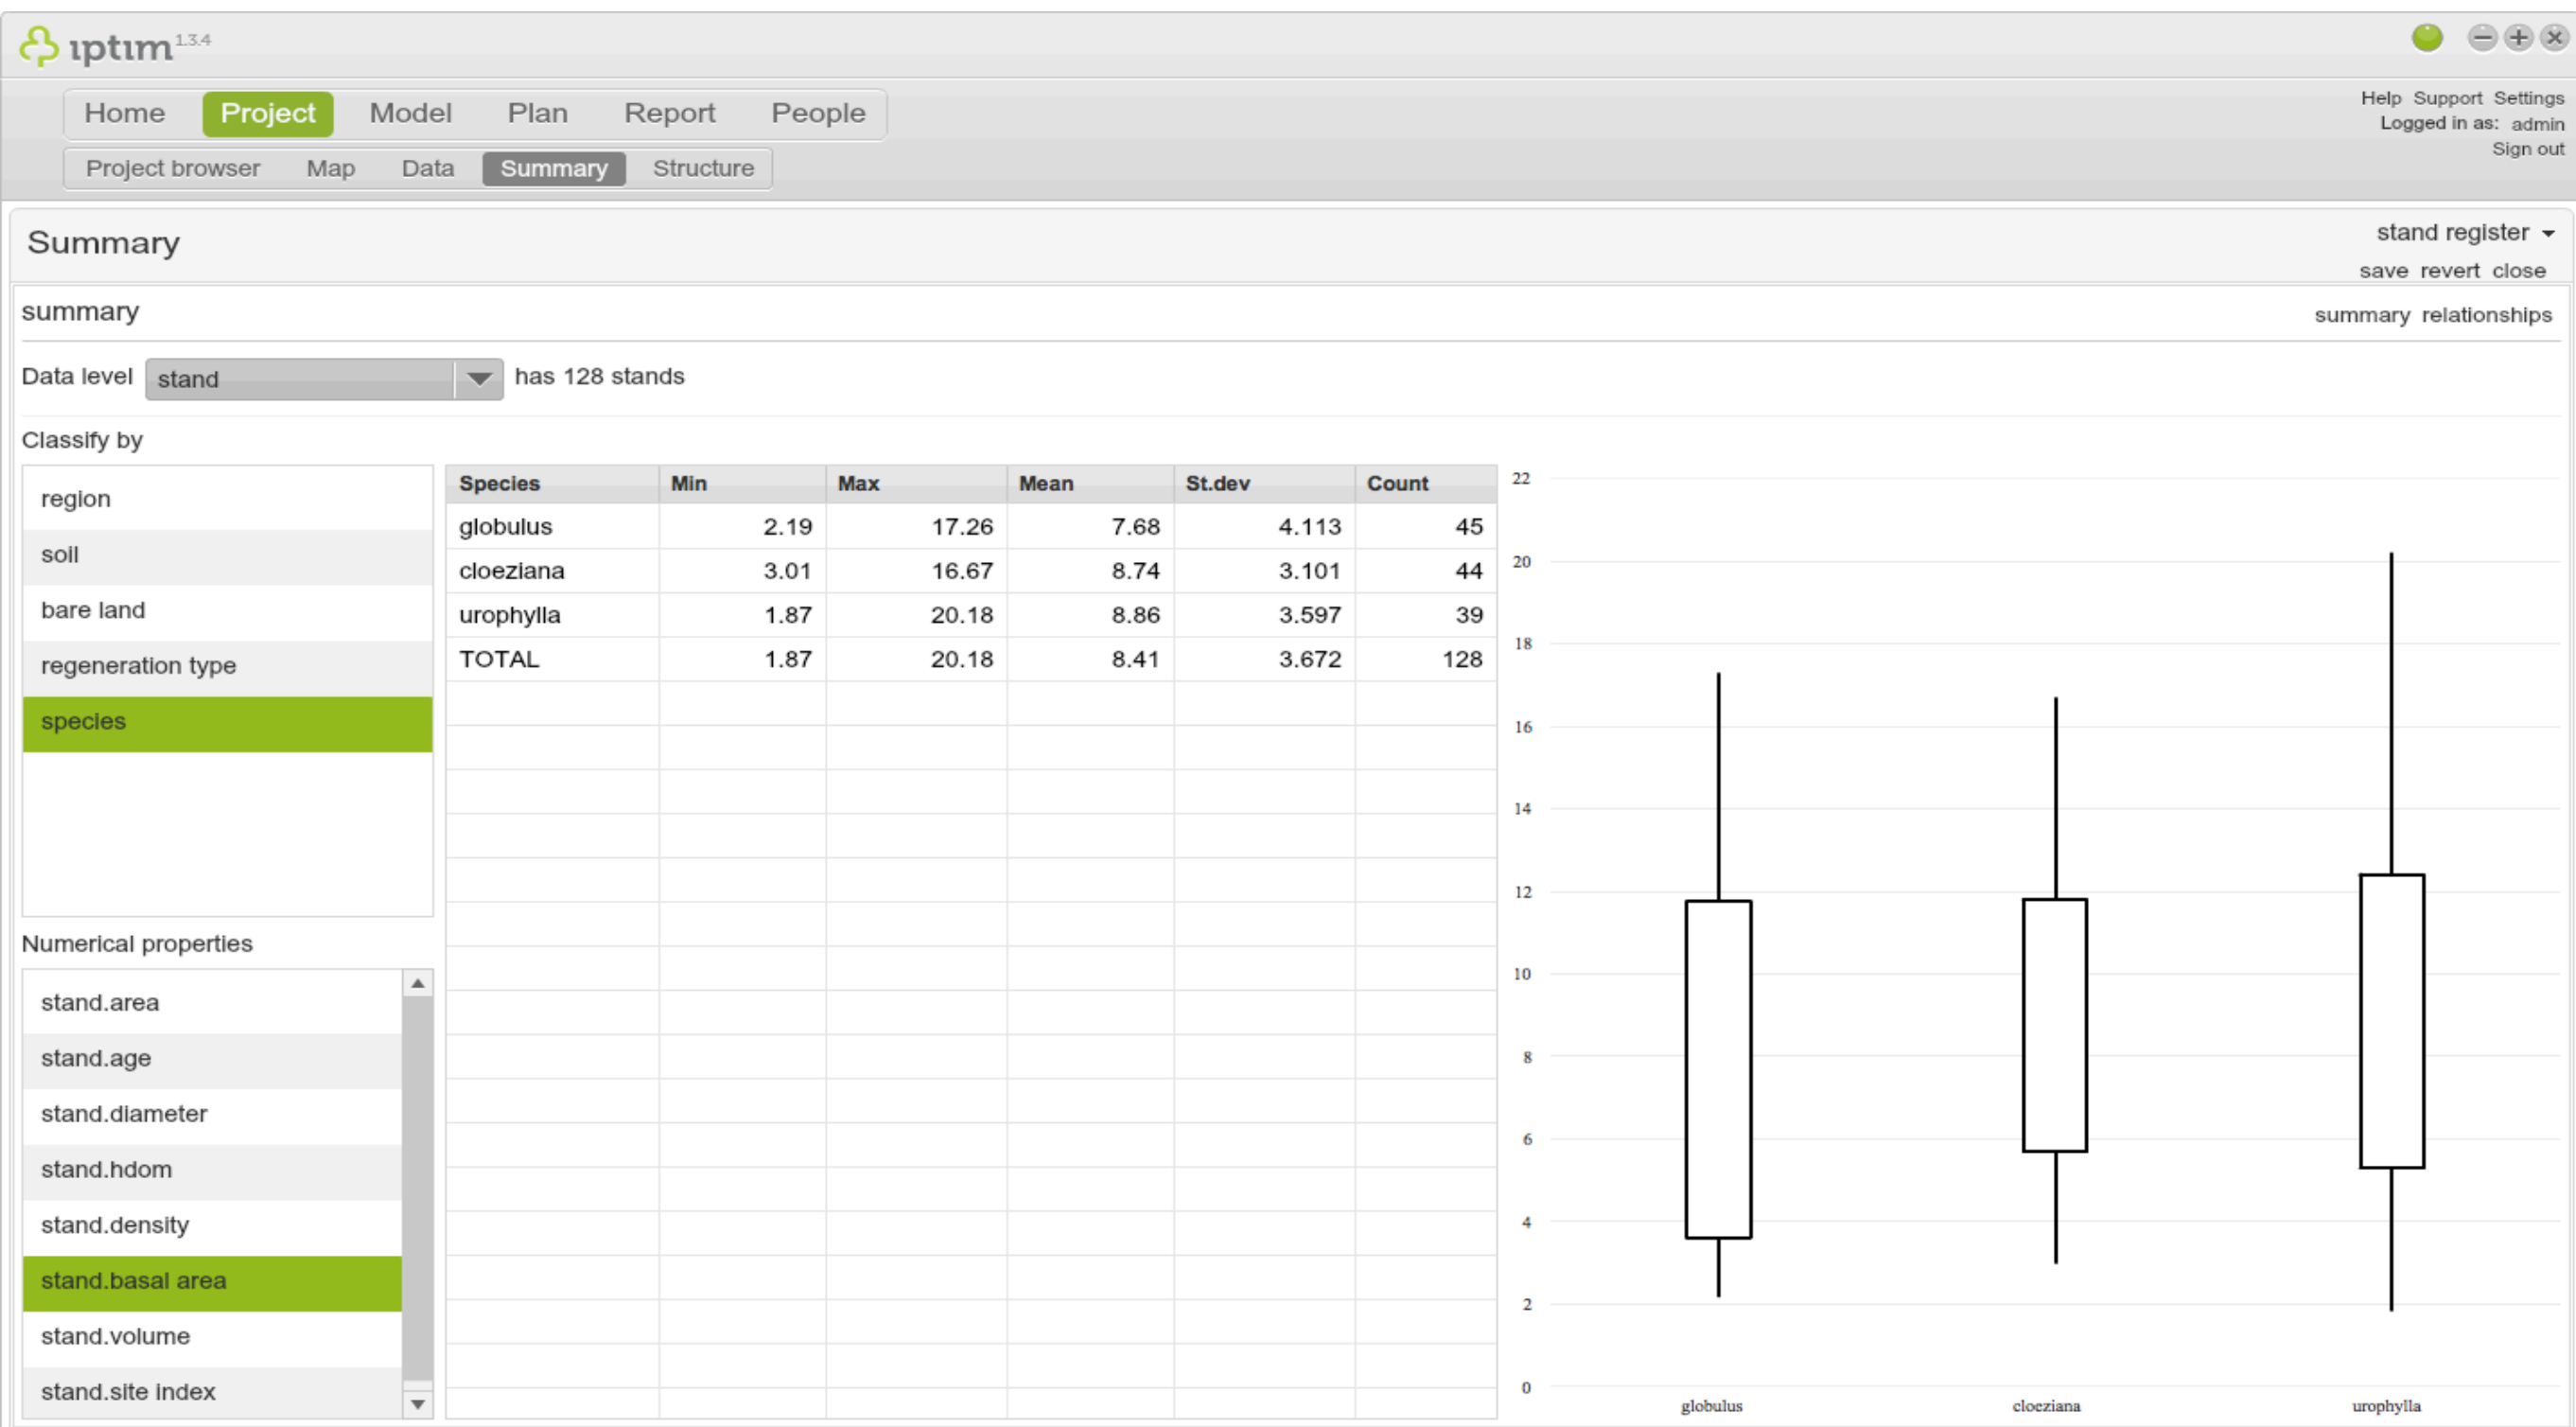 ıptım 1.3.4
Home Project Model Plan Report People
Help Support Settings
Logged in as: admin
Sign out
Project browser Map Data Summary Structure
Summary
stand register
save revert close
summary
summary relationships
Data level stand has 128 stands
Classify by
region
soil
bare land
regeneration type
species
Species Min Max Mean St.dev Count
globulus 2.19 17.26 7.68 4.113 45
cloeziana 3.01 16.67 8.74 3.101 44
urophylla 1.87 20.18 8.86 3.597 39
TOTAL 1.87 20.18 8.41 3.672 128
Numerical properties
stand.area
stand.age
stand.diameter
stand.hdom
stand.density
stand.basal area
stand.volume
stand.site index
22
20
18
16
14
12
10
8
6
4
2
0
globulus cloeziana urophylla